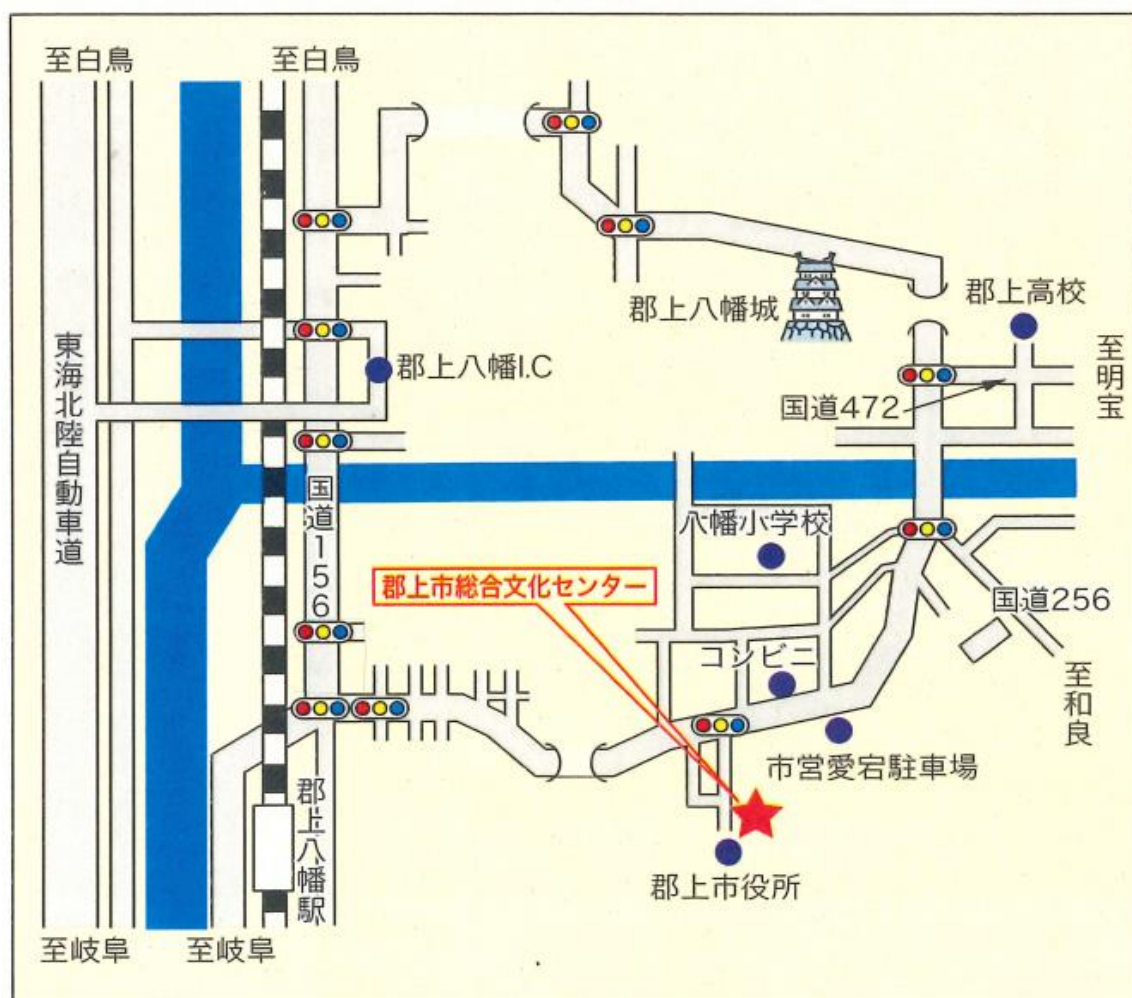 至白鳥
至白鳥
郡上八幡城
郡上高校
至明宝
東海北陸自動車道
郡上八幡I.C
国道472
国道156
八幡小学校
郡上市総合文化センター
国道256
コンビニ
至和良
市営愛宕駐車場
郡上八幡駅
郡上市役所
至岐阜
至岐阜